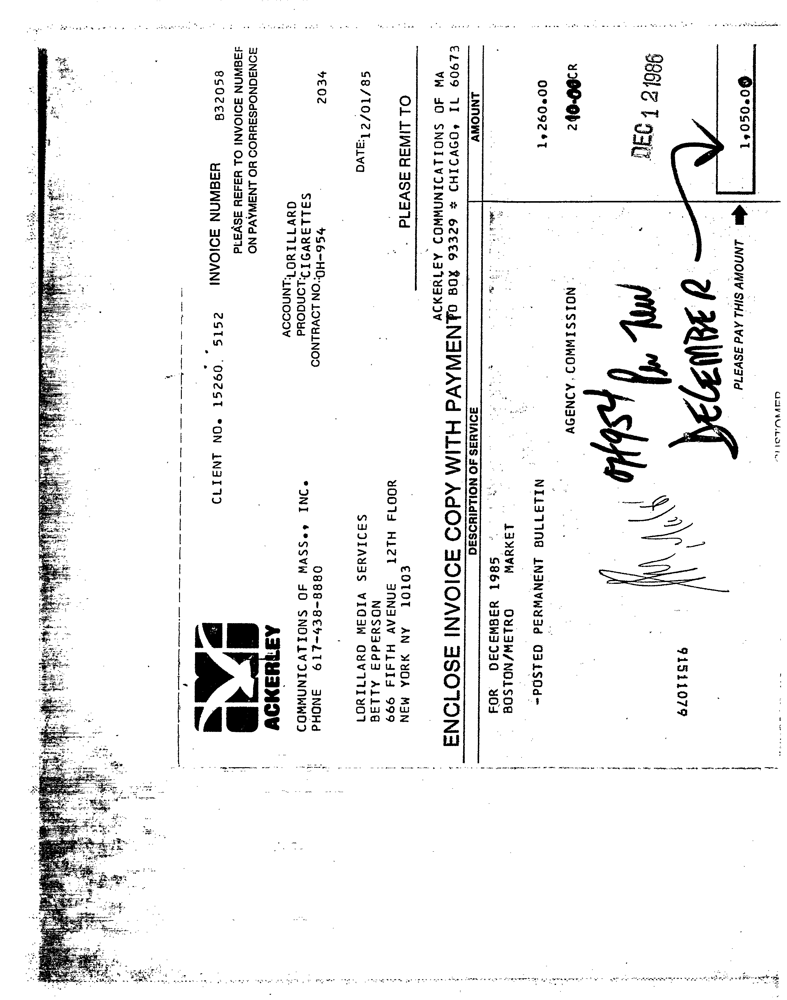 CLIENT NO. 15260. 5152 INVOICE NUMBER B32058
PLEASE REFER TO INVOICE NUMBER
ON PAYMENT OR CORRESPONDENCE
ACKERLEY
COMMUNICATIONS OF MASS., INC.
PHONE 617-438-8880
ACCOUNT: LORILLARD
PRODUCT: CIGARETTES
CONTRACT NO.: OH-954
2034
LORILLARD MEDIA SERVICES
BETTY EPPERSON
666 FIFTH AVENUE 12TH FLOOR
NEW YORK NY 10103
DATE: 12/01/85
PLEASE REMIT TO
ACKERLEY COMMUNICATIONS OF MA
PO BOX 93329 * CHICAGO, IL 60673
ENCLOSE INVOICE COPY WITH PAYMENT
DESCRIPTION OF SERVICE AMOUNT
FOR DECEMBER 1985
BOSTON/METRO MARKET
-POSTED PERMANENT BULLETIN 1,260.00
AGENCY COMMISSION 210.00CR
OH954
DEC 12 1986
DECEMBER
PLEASE PAY THIS AMOUNT 1,050.00
91511079
CUSTOMER